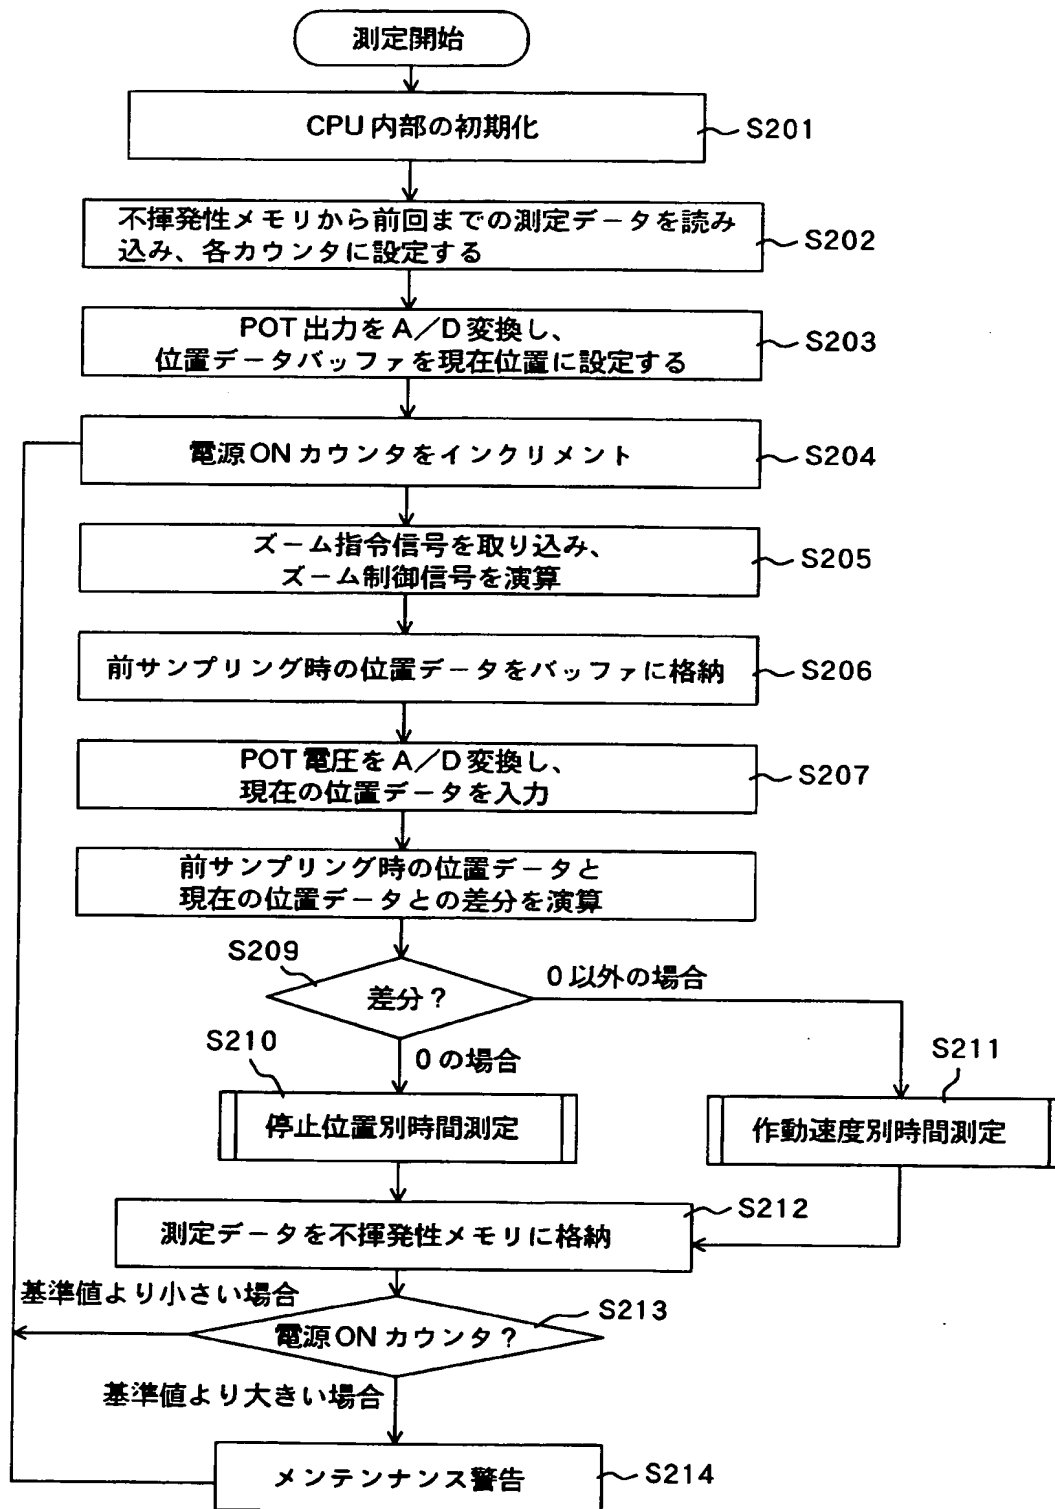 測定開始
CPU内部の初期化
S201
不揮発性メモリから前回までの測定データを読み
込み、各カウンタに設定する
S202
POT出力をA/D変換し、
位置データバッファを現在位置に設定する
S203
電源ONカウンタをインクリメント
S204
ズーム指令信号を取り込み、
ズーム制御信号を演算
S205
前サンプリング時の位置データをバッファに格納
S206
POT電圧をA/D変換し、
現在の位置データを入力
S207
前サンプリング時の位置データと
現在の位置データとの差分を演算
S209
差分?
0以外の場合
S210
0の場合
S211
停止位置別時間測定
作動速度別時間測定
S212
測定データを不揮発性メモリに格納
基準値より小さい場合
S213
電源ONカウンタ?
基準値より大きい場合
メンテンナンス警告
S214